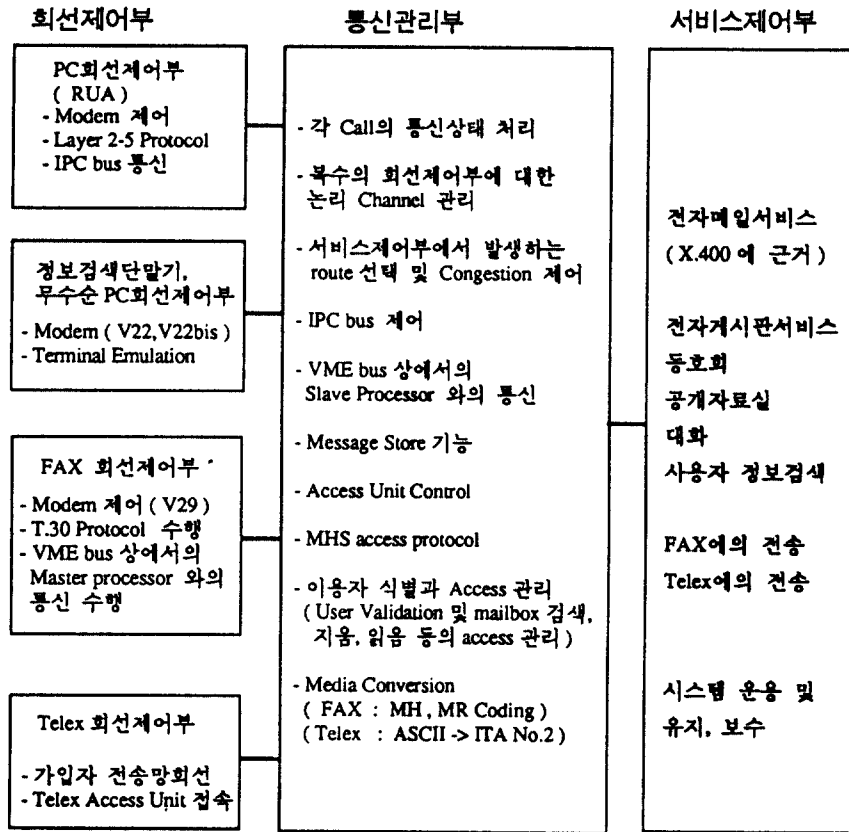 회선제어부
PC회선제어부
( RUA )
- Modem 제어
- Layer 2-5 Protocol
- IPC bus 통신
정보검색단말기,
무수순 PC회선제어부
- Modem ( V22,V22bis )
- Terminal Emulation
FAX 회선제어부
- Modem 제어 ( V29 )
- T.30 Protocol 수행
- VME bus 상에서의
Master processor 와의
통신 수행
Telex 회선제어부
- 가입자 전송망회선
- Telex Access Unit 접속
통신관리부
- 각 Call의 통신상태 처리
- 복수의 회선제어부에 대한
논리 Channel 관리
- 서비스제어부에서 발생하는
route 선택 및 Congestion 제어
- IPC bus 제어
- VME bus 상에서의
Slave Processor 와의 통신
- Message Store 기능
- Access Unit Control
- MHS access protocol
- 이용자 식별과 Access 관리
( User Validation 및 mailbox 검색,
지움, 읽음 등의 access 관리 )
- Media Conversion
( FAX : MH , MR Coding )
( Telex : ASCII -> ITA No.2 )
서비스제어부
전자메일서비스
( X.400 에 근거 )
전자게시판서비스
동호회
공개자료실
대화
사용자 정보검색
FAX에의 전송
Telex에의 전송
시스템 운용 및
유지, 보수